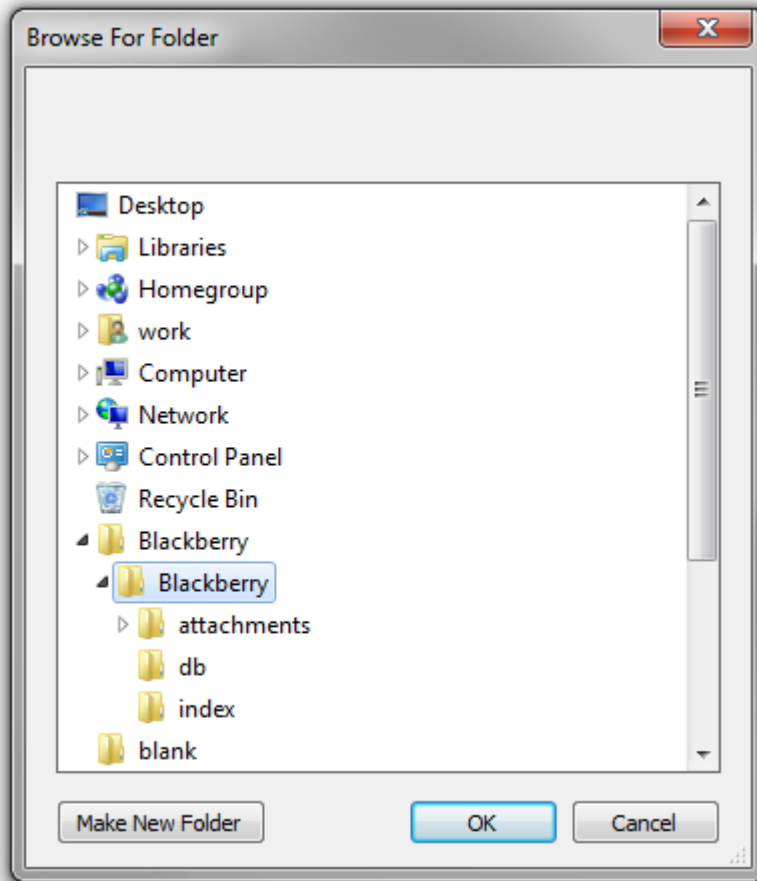 Browse For Folder
Desktop
Libraries
Homegroup
work
Computer
Network
Control Panel
Recycle Bin
Blackberry
Blackberry
attachments
db
index
blank
Make New Folder OK Cancel